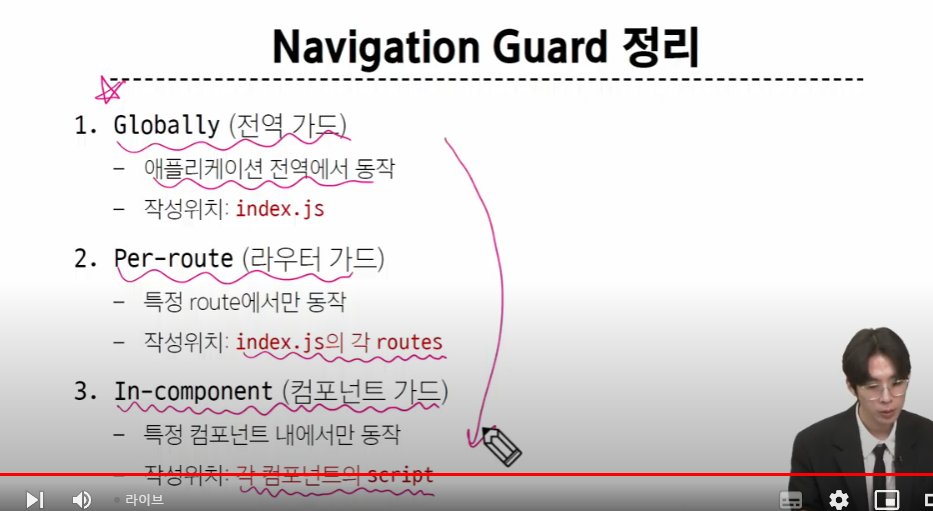 Navigation Guard 정리
1. Globally (전역 가드)
– 애플리케이션 전역에서 동작
– 작성위치: index.js
2. Per-route (라우터 가드)
– 특정 route에서만 동작
– 작성위치: index.js의 각 routes
3. In-component (컴포넌트 가드)
– 특정 컴포넌트 내에서만 동작
– 작성위치: 각 컴포넌트의 script
라이브